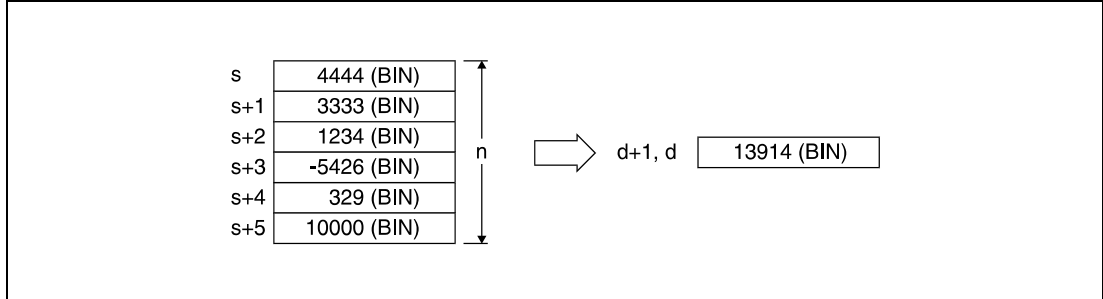 s 4444 (BIN)
s+1 3333 (BIN)
s+2 1234 (BIN)
s+3 -5426 (BIN)
s+4 329 (BIN)
s+5 10000 (BIN)
n
d+1, d 13914 (BIN)